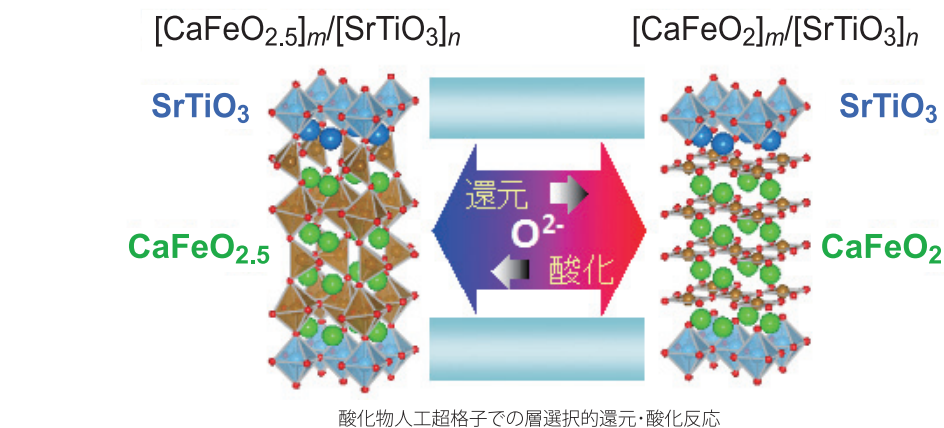 [CaFeO2.5]m/[SrTiO3]n
[CaFeO2]m/[SrTiO3]n
SrTiO3
SrTiO3
還元
O2-
CaFeO2.5
CaFeO2
酸化
酸化物人工超格子での層選択的還元・酸化反応